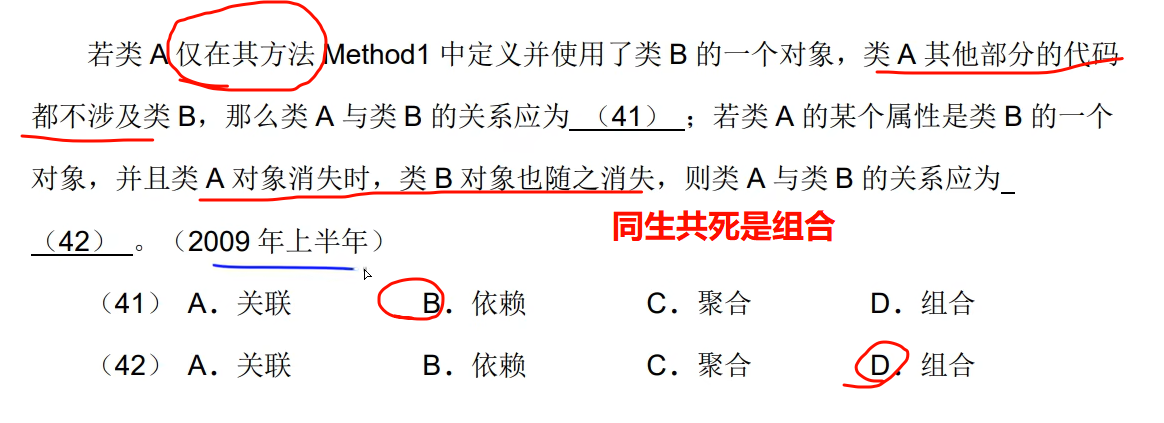 若类 A 仅在其方法 Method1 中定义并使用了类 B 的一个对象，类 A 其他部分的代码
都不涉及类 B，那么类 A 与类 B 的关系应为 （41） ；若类 A 的某个属性是类 B 的一个
对象，并且类 A 对象消失时，类 B 对象也随之消失，则类 A 与类 B 的关系应为
（42） 。（2009 年上半年）
同生共死是组合
（41） A．关联 B．依赖 C．聚合 D．组合
（42） A．关联 B．依赖 C．聚合 D．组合